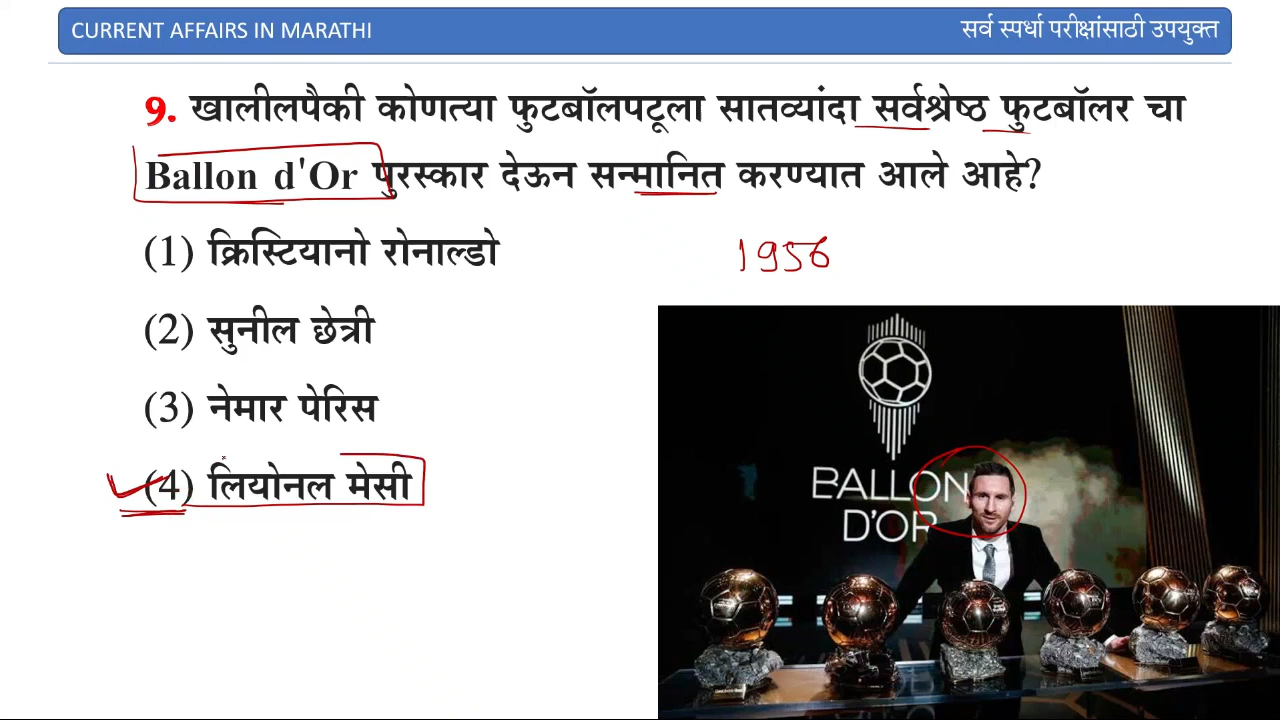 CURRENT AFFAIRS IN MARATHI
सर्व स्पर्धा परीक्षांसाठी उपयुक्त
9. खालीलपैकी कोणत्या फुटबॉलपटूला सातव्यांदा सर्वश्रेष्ठ फुटबॉलर चा
Ballon d'Or पुरस्कार देऊन सन्मानित करण्यात आले आहे?
(1) क्रिस्टियानो रोनाल्डो
1956
(2) सुनील छेत्री
(3) नेमार पेरिस
(4) लियोनल मेसी
BALLON
D'OR